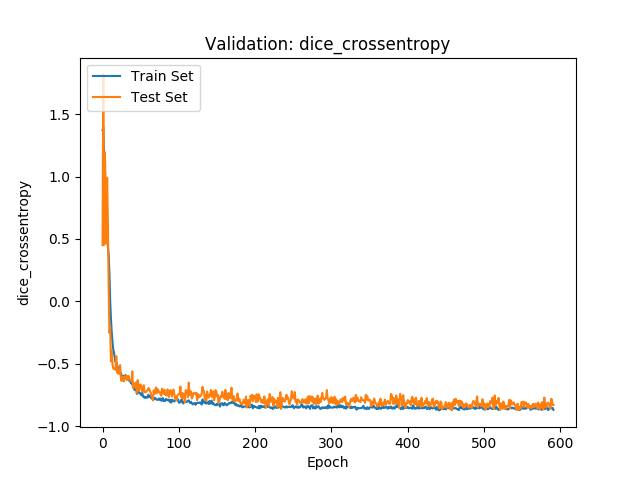 Validation: dice_crossentropy
Train Set
Test Set
1.5
1.0
0.5
0.0
−0.5
−1.0
dice_crossentropy
0 100 200 300 400 500 600
Epoch